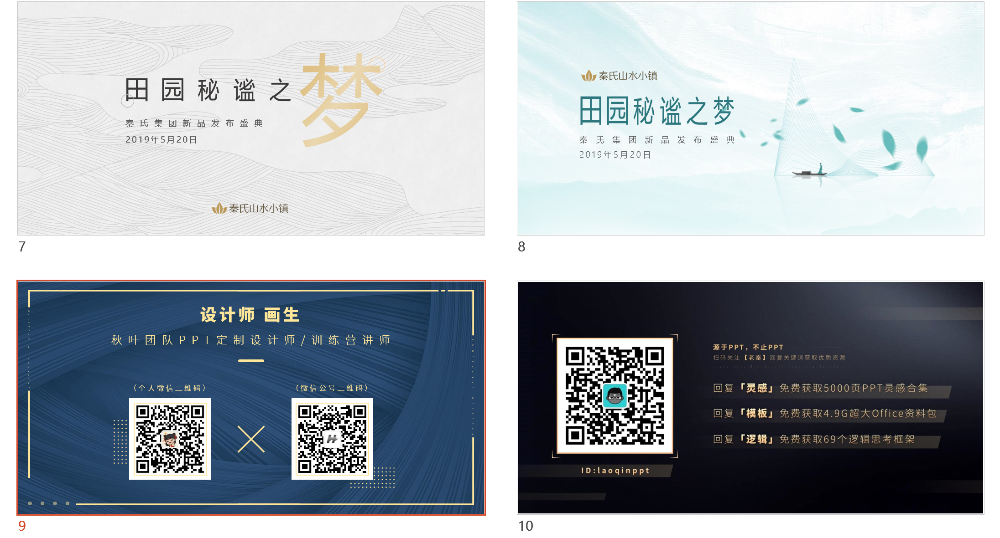 田园秘谧之梦
秦氏集团新品发布盛典
2019年5月20日
秦氏山水小镇
7
秦氏山水小镇
田园秘谧之梦
秦氏集团新品发布盛典
2019年5月20日
8
设计师 画生
秋叶团队PPT定制设计师/训练营讲师
（个人微信二维码）
（微信公号二维码）
9
源于PPT，不止PPT
扫码关注【老秦】回复关键词获取优质资源
回复「灵感」免费获取5000页PPT灵感合集
回复「模板」免费获取4.9G超大Office资料包
回复「逻辑」免费获取69个逻辑思考框架
ID:laoqinppt
10